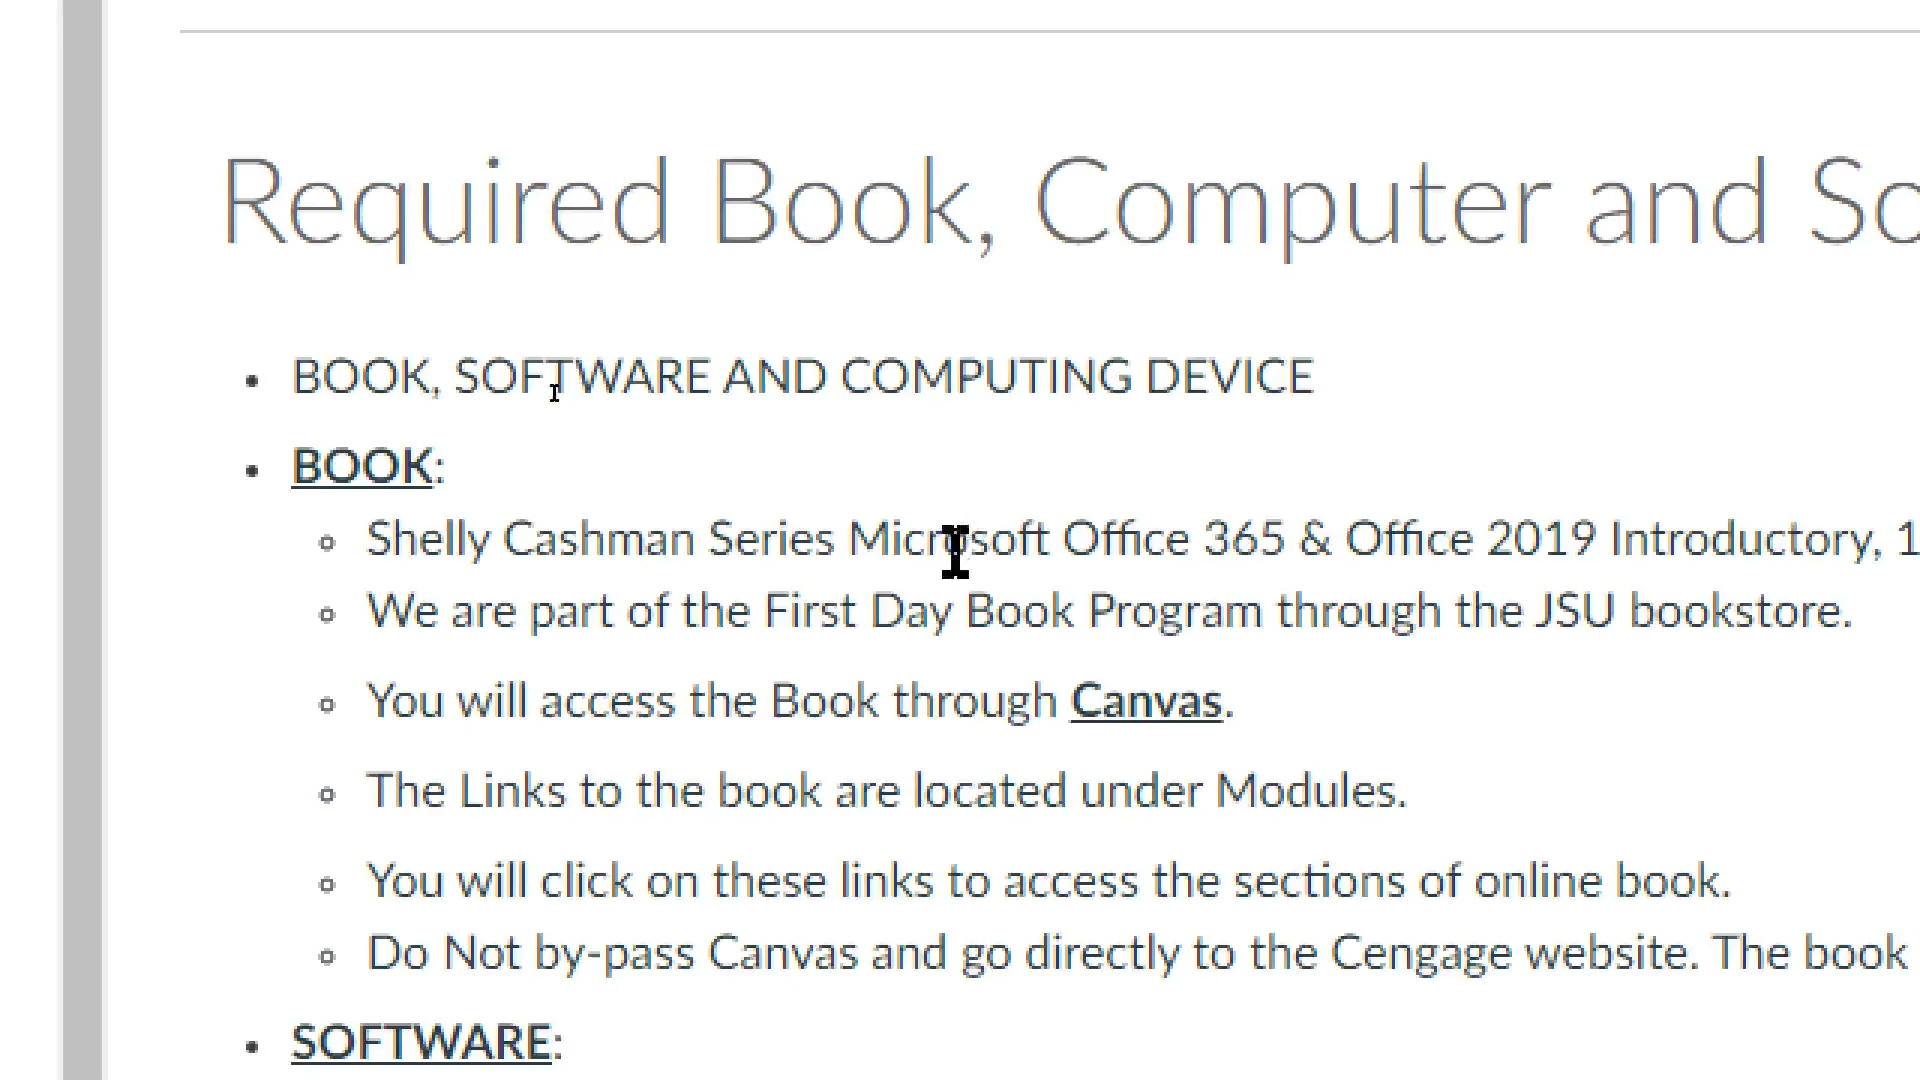 Required Book, Computer and So
BOOK, SOFTWARE AND COMPUTING DEVICE
BOOK:
Shelly Cashman Series Microsoft Office 365 & Office 2019 Introductory, 1
We are part of the First Day Book Program through the JSU bookstore.
You will access the Book through Canvas.
The Links to the book are located under Modules.
You will click on these links to access the sections of online book.
Do Not by-pass Canvas and go directly to the Cengage website. The book
SOFTWARE: